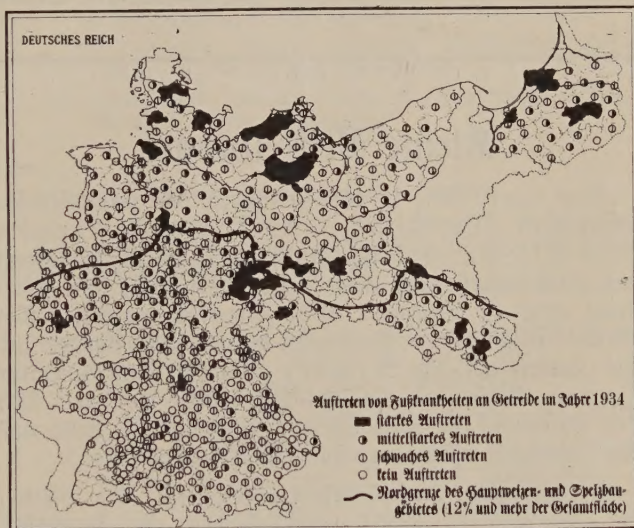 DEUTSCHES REICH
Auftreten von Fußkrankheiten an Getreide im Jahre 1934
starkes Auftreten
mittelstarkes Auftreten
schwaches Auftreten
kein Auftreten
Nordgrenze des Hauptweizen- und Spelzbau-
gebietes (12% und mehr der Gesamtfläche)